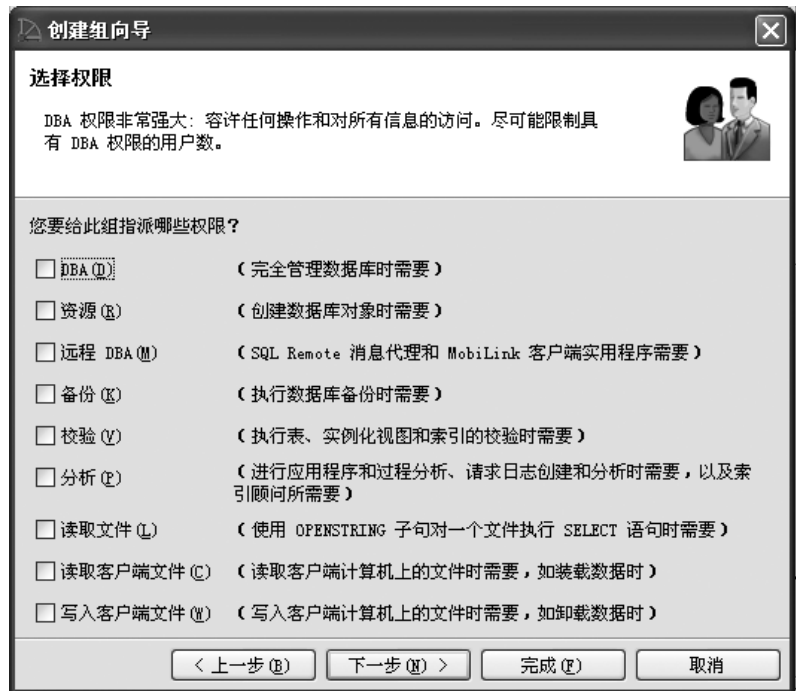 创建组向导
选择权限
DBA 权限非常强大: 容许任何操作和对所有信息的访问。尽可能限制具
有 DBA 权限的用户数。
您要给此组指派哪些权限?
DBA(D) (完全管理数据库时需要)
资源(R) (创建数据库对象时需要)
远程 DBA(M) (SQL Remote 消息代理和 MobiLink 客户端实用程序需要)
备份(K) (执行数据库备份时需要)
校验(V) (执行表、实例化视图和索引的校验时需要)
分析(P) (进行应用程序和过程分析、请求日志创建和分析时需要,以及索
引顾问所需要)
读取文件(L) (使用 OPENSTRING 子句对一个文件执行 SELECT 语句时需要)
读取客户端文件(C) (读取客户端计算机上的文件时需要,如装载数据时)
写入客户端文件(W) (写入客户端计算机上的文件时需要,如卸载数据时)
< 上一步(B) 下一步(N) > 完成(F) 取消